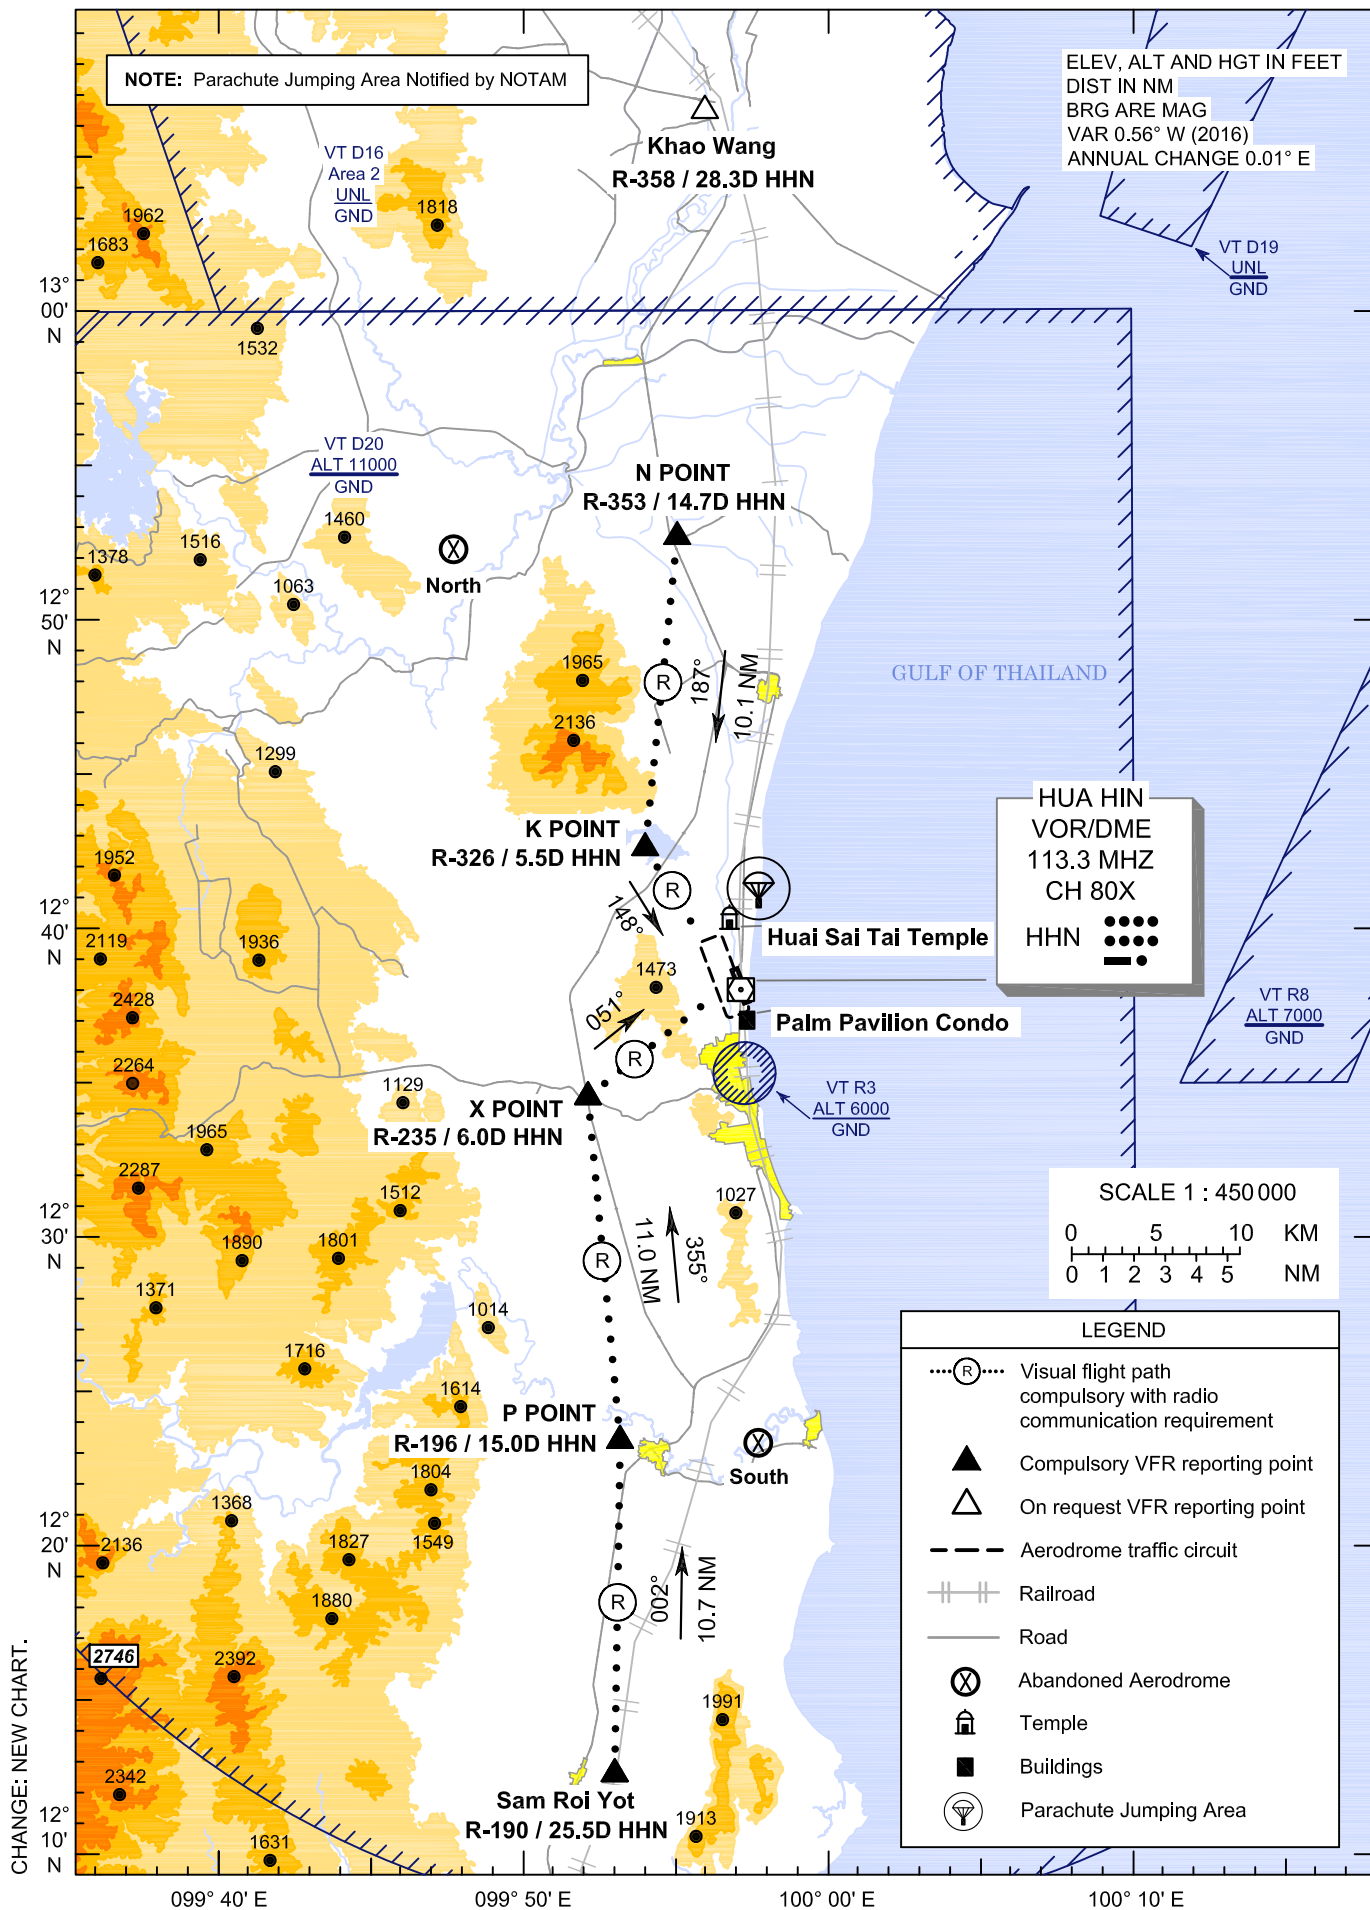 NOTE: Parachute Jumping Area Notified by NOTAM
ELEV, ALT AND HGT IN FEET
DIST IN NM
BRG ARE MAG
VAR 0.56° W (2016)
ANNUAL CHANGE 0.01° E
Khao Wang
R-358 / 28.3D HHN
VT D16
Area 2
UNL
GND
1818
1962
1683
VT D19
UNL
GND
13°
00'
N
1532
VT D20
ALT 11000
GND
N POINT
R-353 / 14.7D HHN
1460
1516
1378
1063
North
12°
50'
N
1965
R
187°
10.1 NM
GULF OF THAILAND
2136
1299
HUA HIN
VOR/DME
113.3 MHZ
CH 80X
HHN
K POINT
R-326 / 5.5D HHN
1952
R
148°
12°
40'
N
2119
1936
Huai Sai Tai Temple
1473
2428
051°
Palm Pavilion Condo
VT R8
ALT 7000
GND
R
2264
1129
VT R3
ALT 6000
GND
X POINT
R-235 / 6.0D HHN
1965
2287
1512
1027
12°
30'
N
1890
1801
R
11.0 NM
355°
SCALE 1 : 450 000
0 5 10 KM
0 1 2 3 4 5 NM
1371
1014
1716
1614
P POINT
R-196 / 15.0D HHN
South
1804
1368
1549
12°
20'
N
2136
1827
1880
R
002°
10.7 NM
2746
2392
1991
2342
Sam Roi Yot
R-190 / 25.5D HHN
1913
1631
12°
10'
N
LEGEND
R Visual flight path
compulsory with radio
communication requirement
Compulsory VFR reporting point
On request VFR reporting point
Aerodrome traffic circuit
Railroad
Road
Abandoned Aerodrome
Temple
Buildings
Parachute Jumping Area
CHANGE: NEW CHART.
099° 40' E
099° 50' E
100° 00' E
100° 10' E